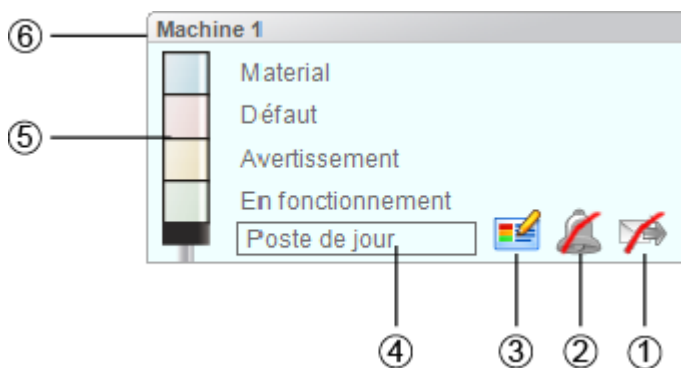 ⑥ Machine 1
Material
Défaut
⑤
Avertissement
En fonctionnement
Poste de jour
④ ③ ② ①